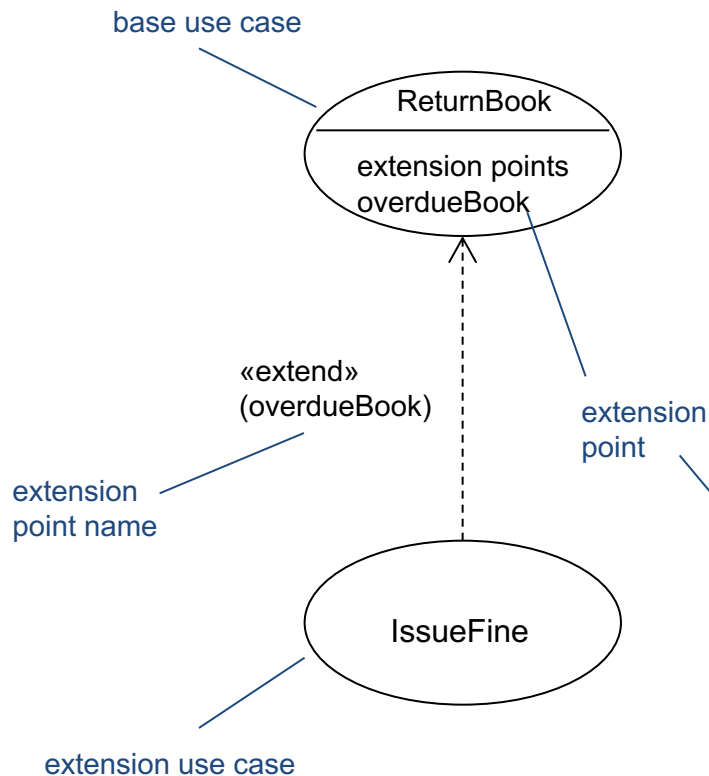 base use case
ReturnBook
extension points
overdueBook
«extend»
(overdueBook)
extension
point
extension
point name
IssueFine
extension use case